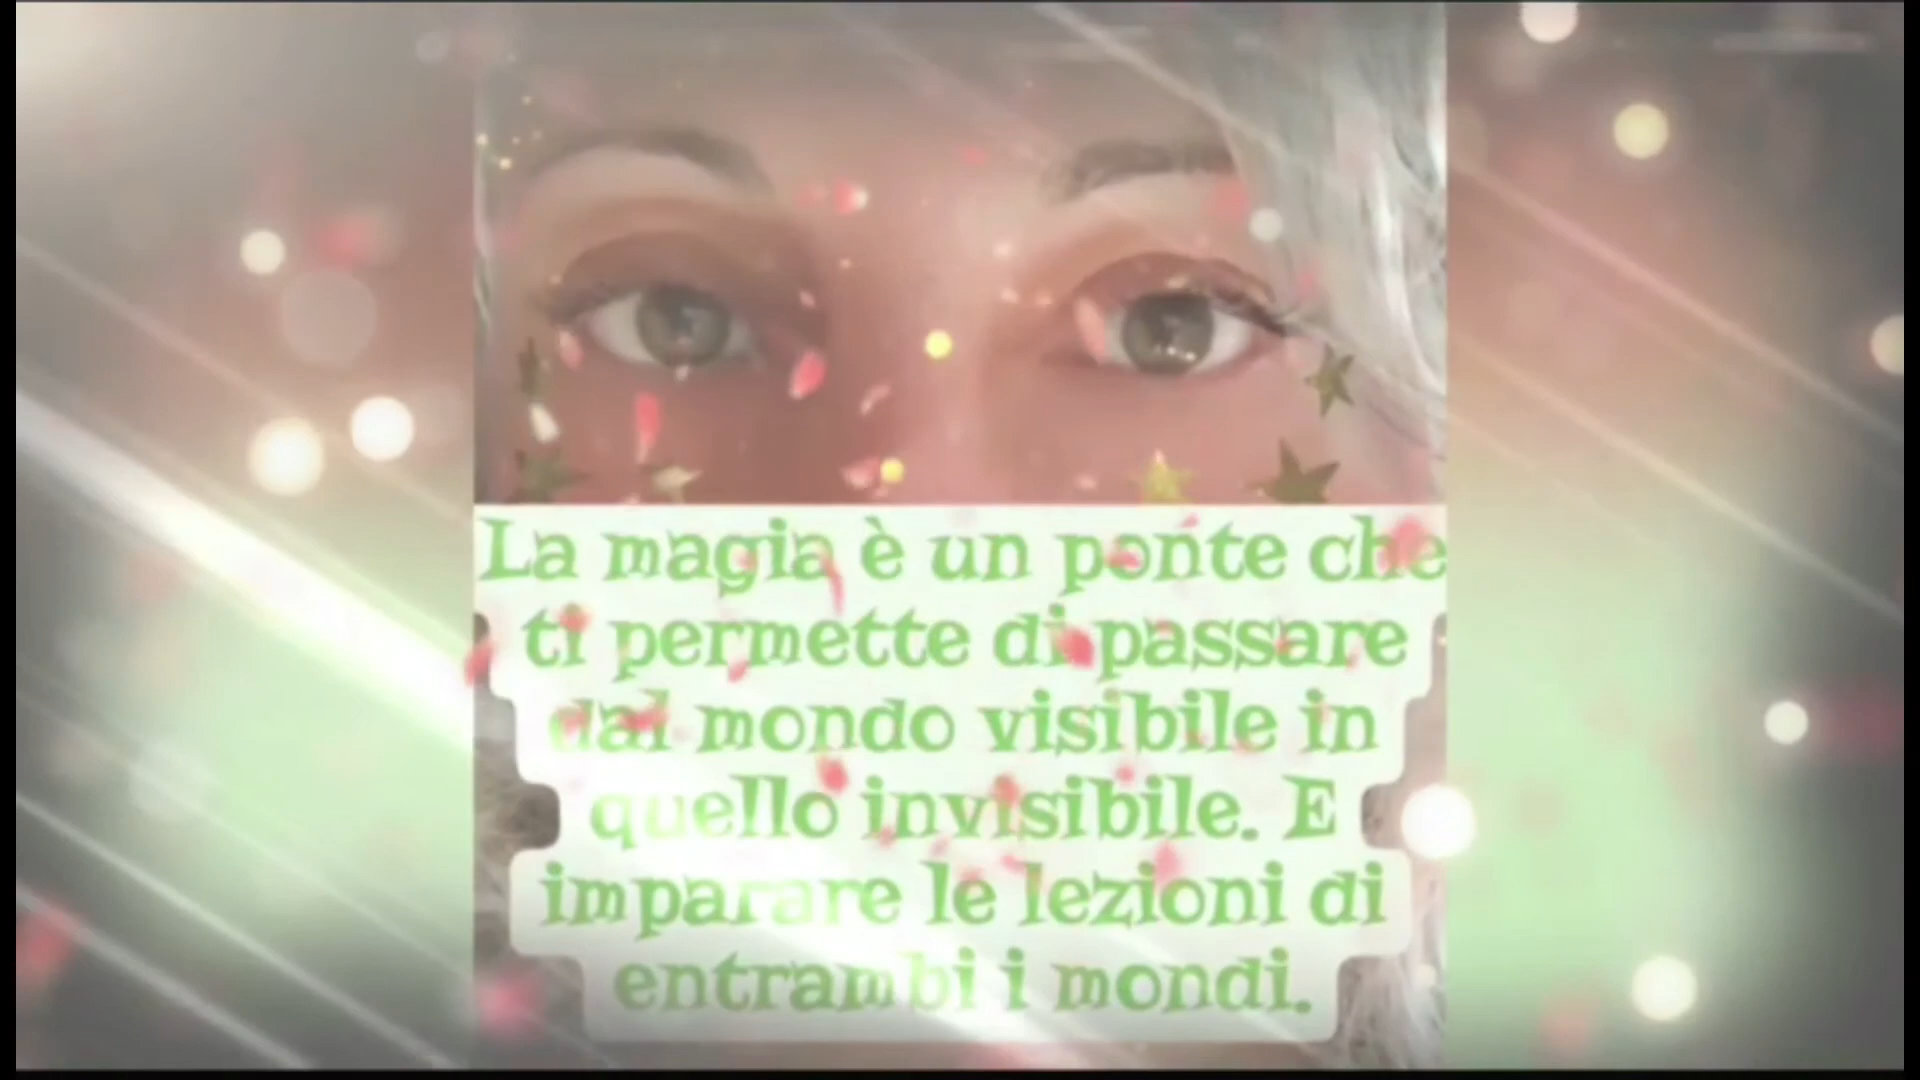 La magia è un ponte che
ti permette di passare
dal mondo visibile in
quello invisibile. E
imparare le lezioni di
entrambi i mondi.